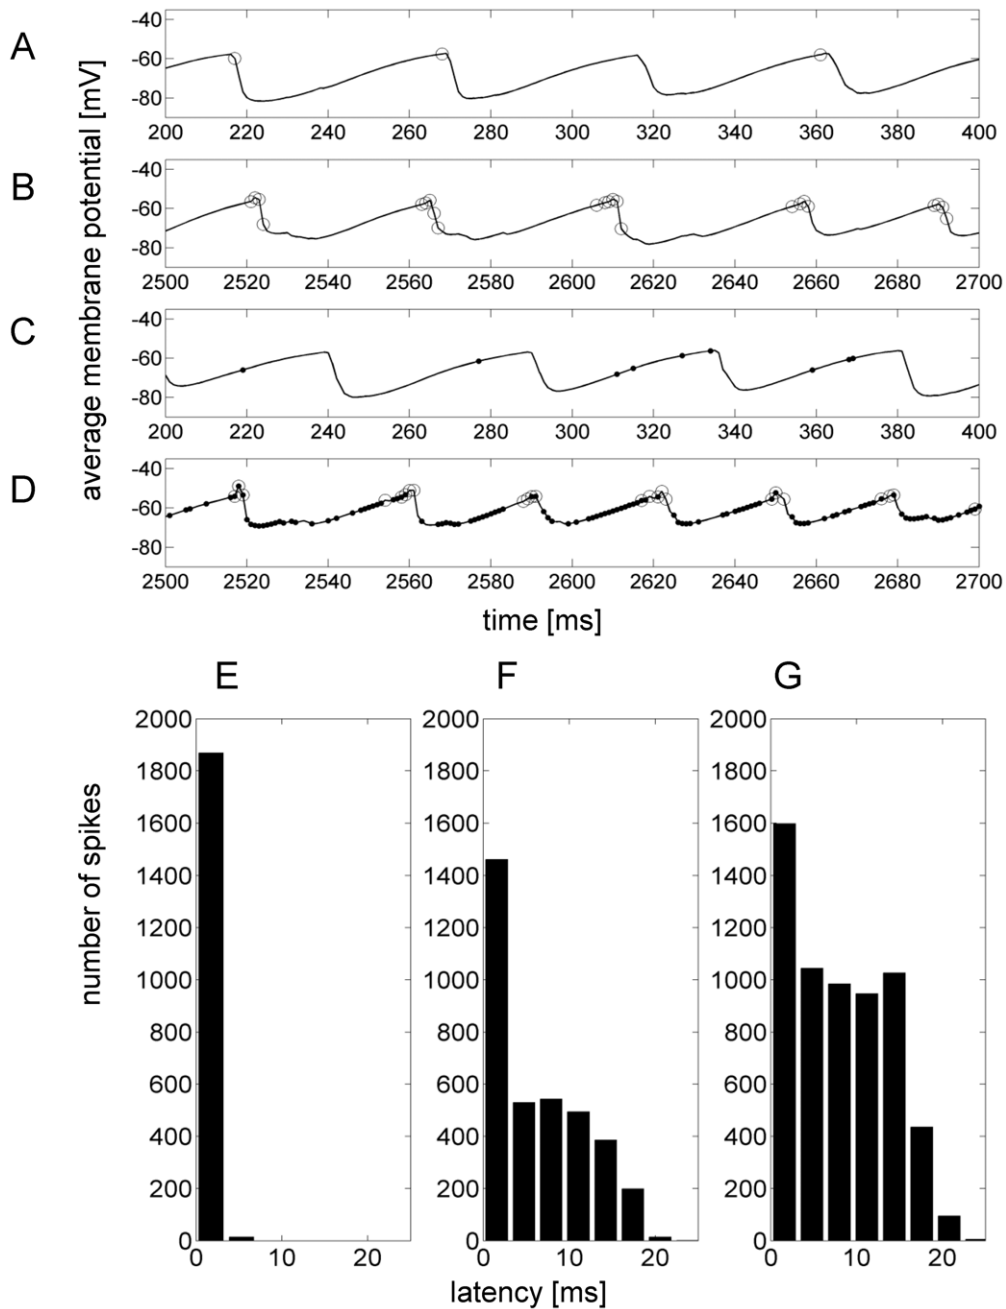 A
-40
-60
-80
200 220 240 260 280 300 320 340 360 380 400
B
-40
-60
-80
2500 2520 2540 2560 2580 2600 2620 2640 2660 2680 2700
C
-40
-60
-80
200 220 240 260 280 300 320 340 360 380 400
D
-40
-60
-80
2500 2520 2540 2560 2580 2600 2620 2640 2660 2680 2700
average membrane potential [mV]
time [ms]
E F G
2000 2000 2000
1800 1800 1800
1600 1600 1600
1400 1400 1400
1200 1200 1200
1000 1000 1000
800 800 800
600 600 600
400 400 400
200 200 200
0 0 0
0 10 20 0 10 20 0 10 20
number of spikes
latency [ms]